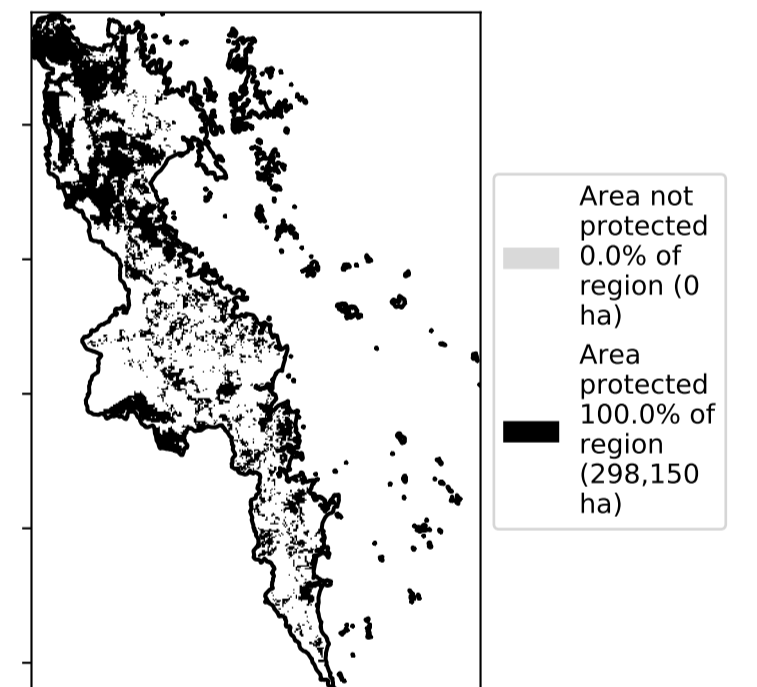 Area not
protected
0.0% of
region (0
ha)
Area
protected
100.0% of
region
(298,150
ha)